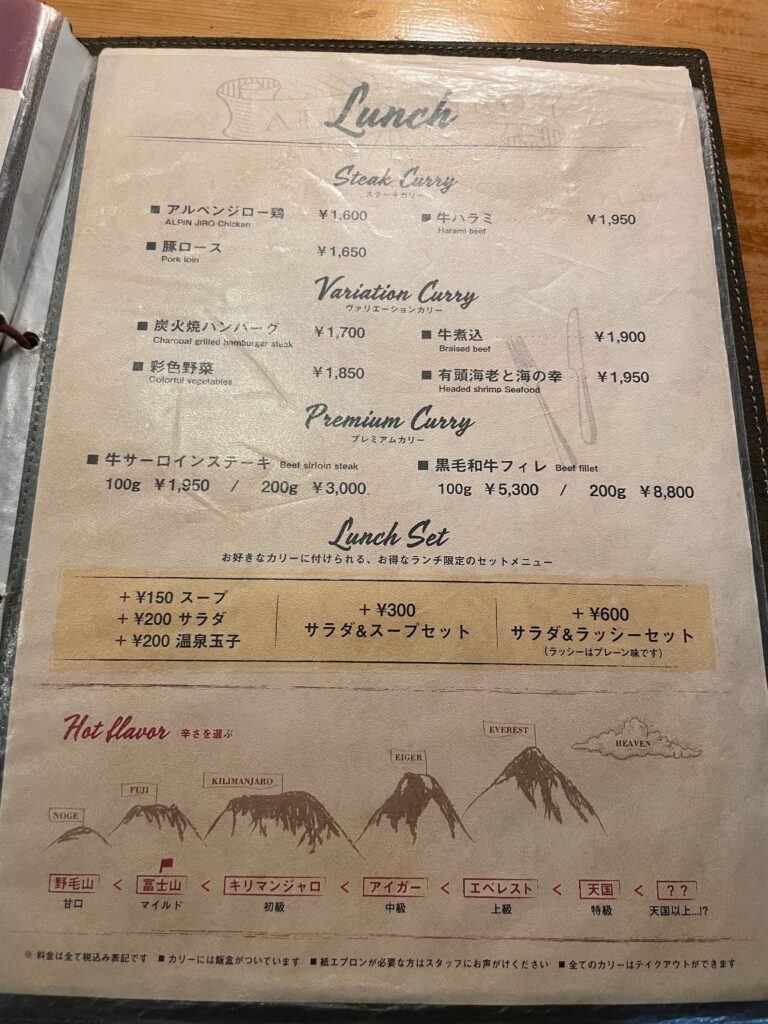 Lunch
Steak Curry
ステーキカリー
■ アルペンジロー鶏 ¥1,600
ALPIN JIRO Chicken
■ 牛ハラミ ¥1,950
Harami beef
■ 豚ロース ¥1,650
Pork loin
Variation Curry
ヴァリエーションカリー
■ 炭火焼ハンバーグ ¥1,700
Charcoal grilled hamburger steak
■ 牛煮込 ¥1,900
Braised beef
■ 彩色野菜 ¥1,850
Colorful vegetables
■ 有頭海老と海の幸 ¥1,950
Headed shrimp Seafood
Premium Curry
プレミアムカリー
■ 牛サーロインステーキ Beef sirloin steak
100g ¥1,950 / 200g ¥3,000
■ 黒毛和牛フィレ Beef fillet
100g ¥5,300 / 200g ¥8,800
Lunch Set
お好きなカリーに付けられる、お得なランチ限定のセットメニュー
+ ¥150 スープ
+ ¥200 サラダ
+ ¥200 温泉玉子
+ ¥300
サラダ&スープセット
+ ¥600
サラダ&ラッシーセット
(ラッシーはプレーン味です)
Hot flavor 辛さを選ぶ
NOGE
FUJI
KILIMANJARO
EIGER
EVEREST
HEAVEN
野毛山 < 富士山 < キリマンジャロ < アイガー < エベレスト < 天国 < ??
甘口 マイルド 初級 中級 上級 特級 天国以上...!?
※ 料金は全て税込み表記です ■ カリーには飯盒がついています ■ 紙エプロンが必要な方はスタッフにお声がけください ■ 全てのカリーはテイクアウトができます